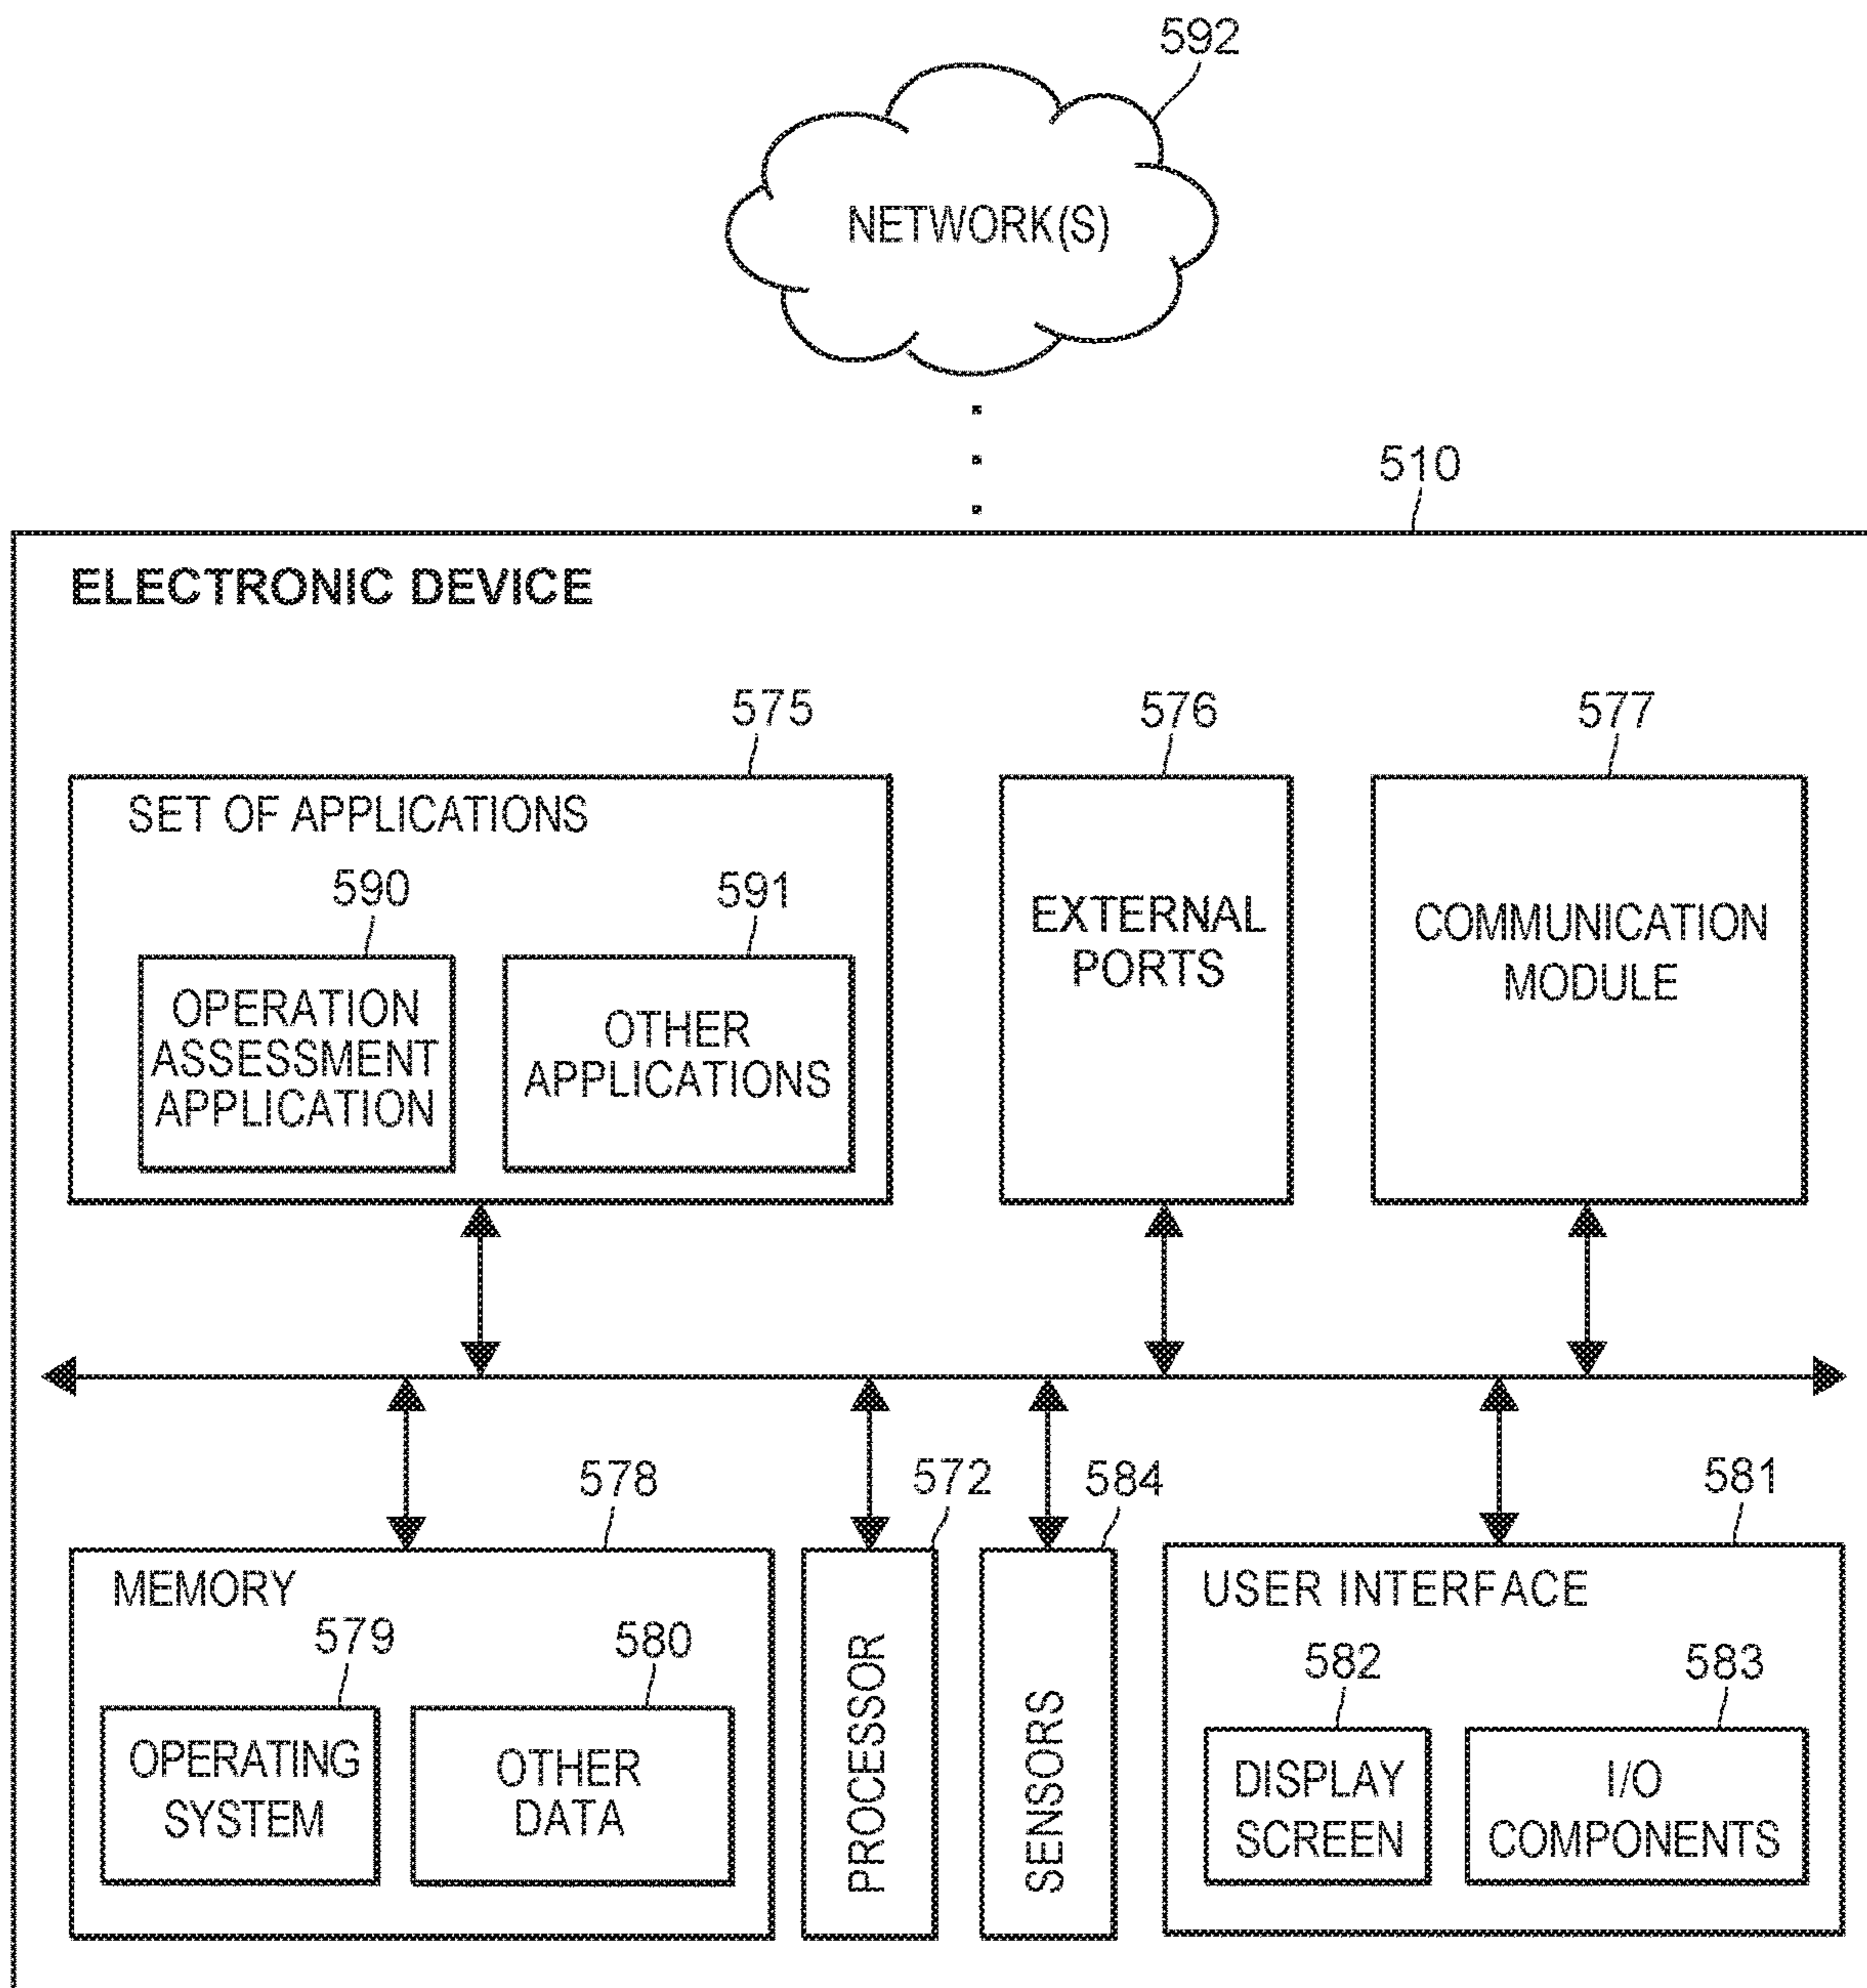 592
NETWORK(S)
510
ELECTRONIC DEVICE
575
576
577
SET OF APPLICATIONS
590
591
OPERATION
ASSESSMENT
APPLICATION
OTHER
APPLICATIONS
EXTERNAL
PORTS
COMMUNICATION
MODULE
578
572
584
581
MEMORY
579
580
OPERATING
SYSTEM
OTHER
DATA
PROCESSOR
SENSORS
USER INTERFACE
582
583
DISPLAY
SCREEN
I/O
COMPONENTS